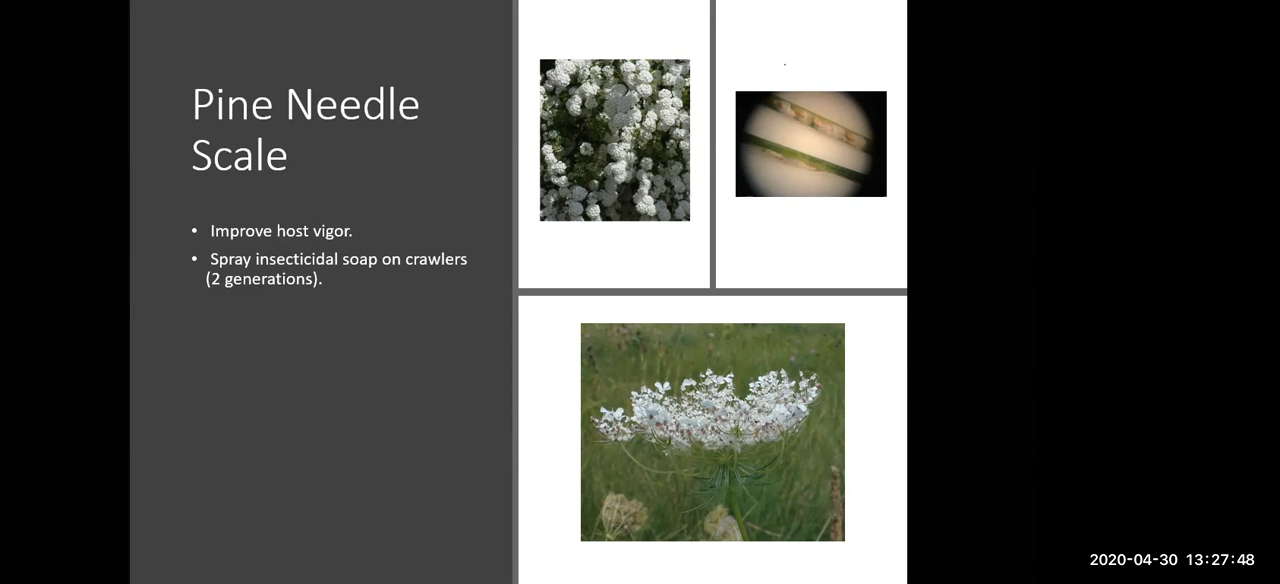 Pine Needle
Scale
• Improve host vigor.
• Spray insecticidal soap on crawlers
(2 generations).
2020-04-30 13:27:48